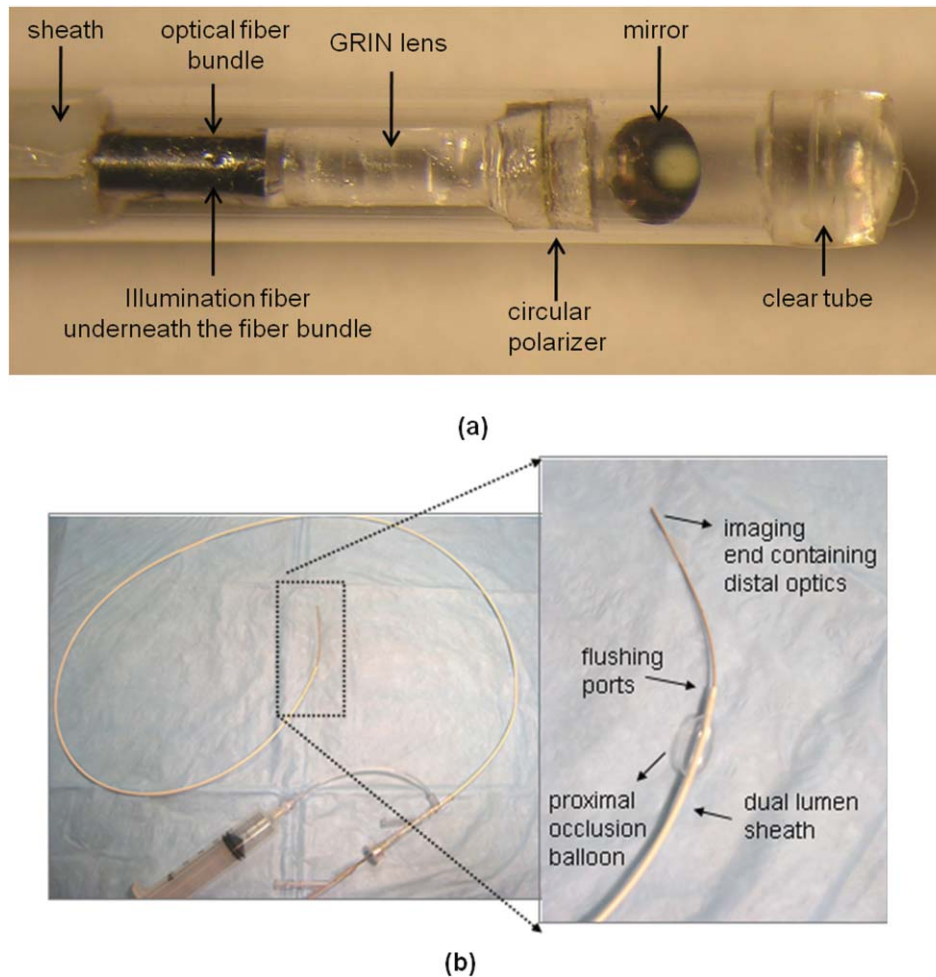 sheath
optical fiber
bundle
GRIN lens
mirror
Illumination fiber
underneath the fiber bundle
circular
polarizer
clear tube
(a)
imaging
end containing
distal optics
flushing
ports
proximal
occlusion
balloon
dual lumen
sheath
(b)